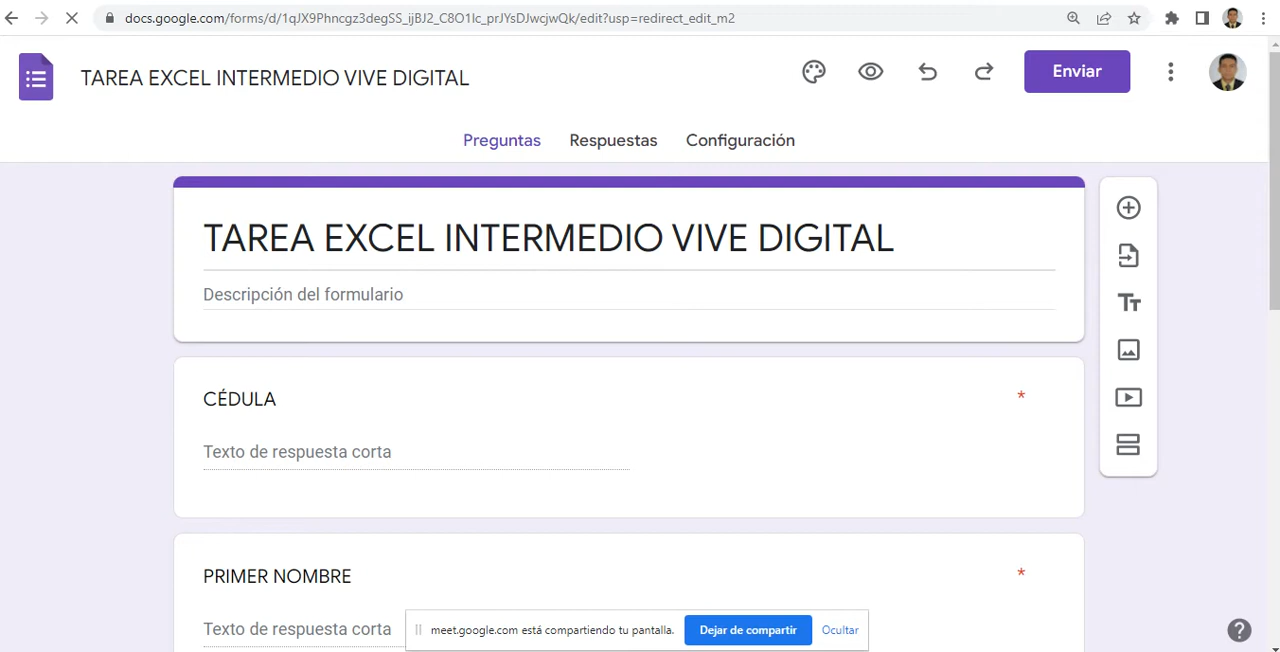 docs.google.com/forms/d/1qJX9Phncgz3degSS_ijBJ2_C8O1Ic_prJYsDJwcjwQk/edit?usp=redirect_edit_m2
TAREA EXCEL INTERMEDIO VIVE DIGITAL
Enviar
Preguntas Respuestas Configuración
TAREA EXCEL INTERMEDIO VIVE DIGITAL
Descripción del formulario
CÉDULA *
Texto de respuesta corta
PRIMER NOMBRE *
Texto de respuesta corta
meet.google.com está compartiendo tu pantalla. Dejar de compartir Ocultar